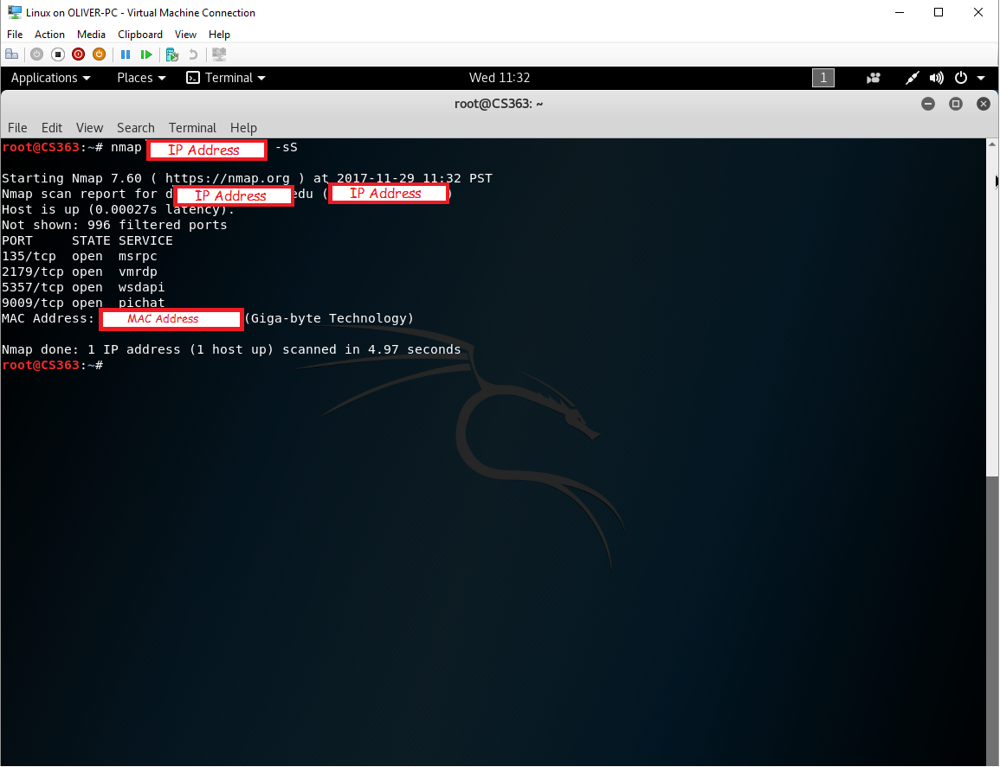 Linux on OLIVER-PC - Virtual Machine Connection
File Action Media Clipboard View Help
Applications Places Terminal Wed 11:32 1
root@CS363: ~
File Edit View Search Terminal Help
root@CS363:~# nmap IP Address -sS
Starting Nmap 7.60 ( https://nmap.org ) at 2017-11-29 11:32 PST
Nmap scan report for d IP Address edu ( IP Address )
Host is up (0.00027s latency).
Not shown: 996 filtered ports
PORT STATE SERVICE
135/tcp open msrpc
2179/tcp open vmrdp
5357/tcp open wsdapi
9009/tcp open pichat
MAC Address: MAC Address (Giga-byte Technology)
Nmap done: 1 IP address (1 host up) scanned in 4.97 seconds
root@CS363:~#